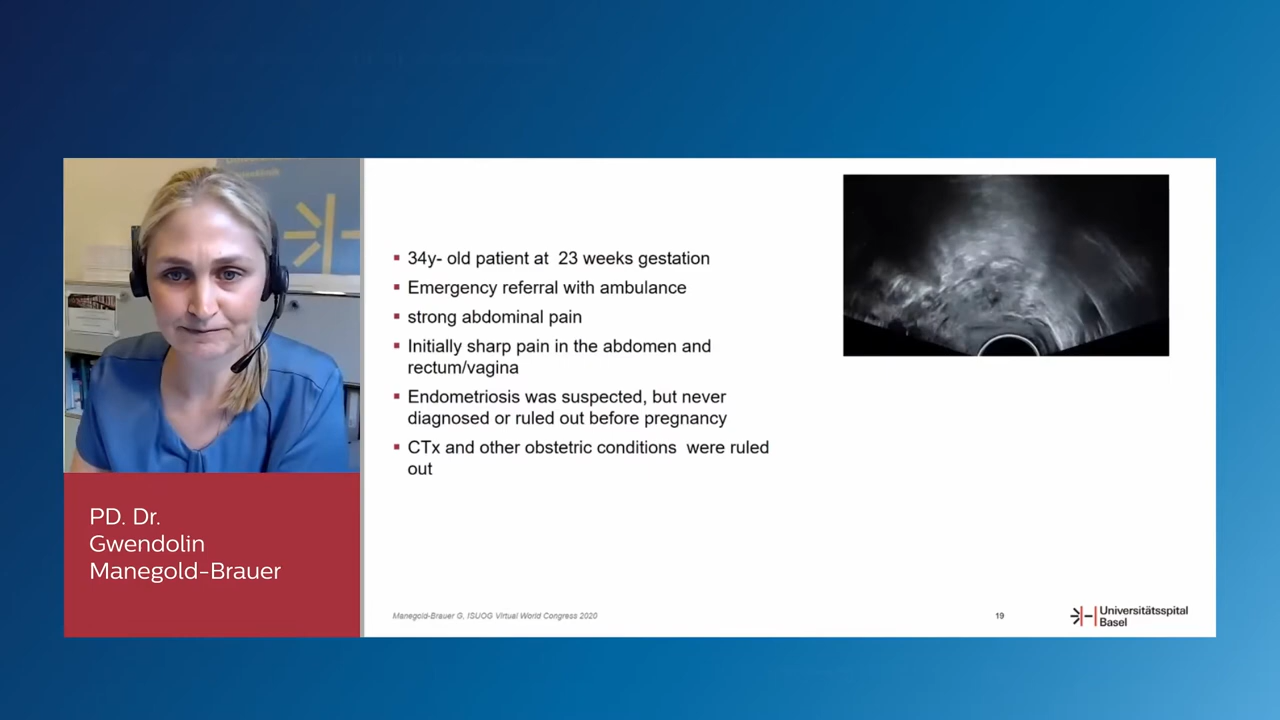 34y- old patient at 23 weeks gestation
Emergency referral with ambulance
strong abdominal pain
Initially sharp pain in the abdomen and
rectum/vagina
Endometriosis was suspected, but never
diagnosed or ruled out before pregnancy
CTx and other obstetric conditions were ruled
out
PD. Dr.
Gwendolin
Manegold-Brauer
Manegold-Brauer G, ISUOG Virtual World Congress 2020
19
Universitätsspital
Basel